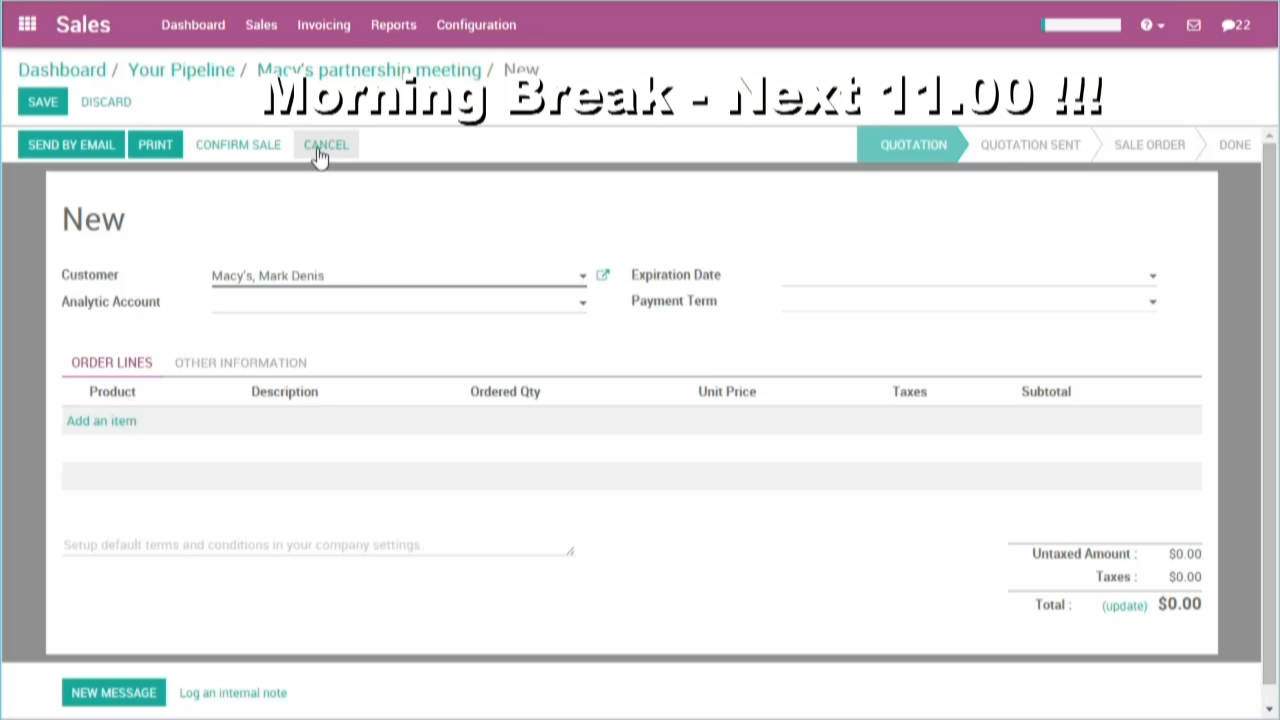 Sales Dashboard Sales Invoicing Reports Configuration 22
Dashboard / Your Pipeline / Macy's partnership meeting / New
Morning Break - Next 11.00 !!!
SAVE DISCARD
SEND BY EMAIL PRINT CONFIRM SALE CANCEL QUOTATION QUOTATION SENT SALE ORDER DONE
New
Customer Macy's, Mark Denis Expiration Date
Analytic Account Payment Term
ORDER LINES OTHER INFORMATION
Product Description Ordered Qty Unit Price Taxes Subtotal
Add an item
Setup default terms and conditions in your company settings.
Untaxed Amount : $0.00
Taxes : $0.00
Total : (update) $0.00
NEW MESSAGE Log an internal note